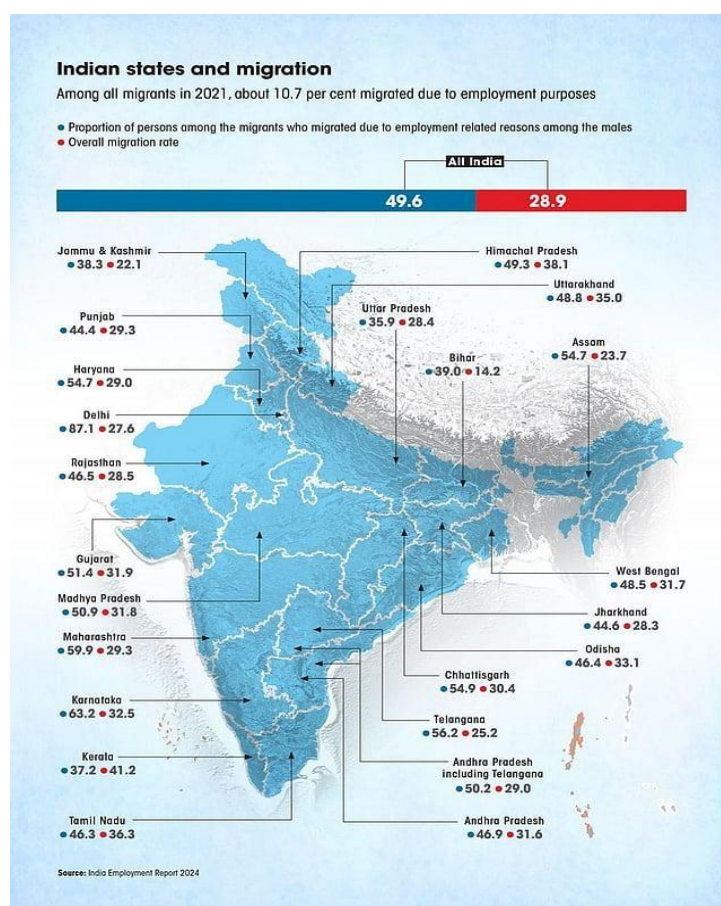 Indian states and migration
Among all migrants in 2021, about 10.7 per cent migrated due to employment purposes
• Proportion of persons among the migrants who migrated due to employment related reasons among the males
• Overall migration rate
All India
49.6 28.9
Jammu & Kashmir
• 38.3 • 22.1
Himachal Pradesh
• 49.3 • 38.1
Uttarakhand
• 48.8 • 35.0
Punjab
• 44.4 • 29.3
Uttar Pradesh
• 35.9 • 28.4
Assam
• 54.7 • 23.7
Bihar
• 39.0 • 14.2
Haryana
• 54.7 • 29.0
Delhi
• 87.1 • 27.6
Rajasthan
• 46.5 • 28.5
Gujarat
• 51.4 • 31.9
West Bengal
• 48.5 • 31.7
Madhya Pradesh
• 50.9 • 31.8
Jharkhand
• 44.6 • 28.3
Maharashtra
• 59.9 • 29.3
Odisha
• 46.4 • 33.1
Chhattisgarh
• 54.9 • 30.4
Karnataka
• 63.2 • 32.5
Telangana
• 56.2 • 25.2
Kerala
• 37.2 • 41.2
Andhra Pradesh
including Telangana
• 50.2 • 29.0
Tamil Nadu
• 46.3 • 36.3
Andhra Pradesh
• 46.9 • 31.6
Source: India Employment Report 2024